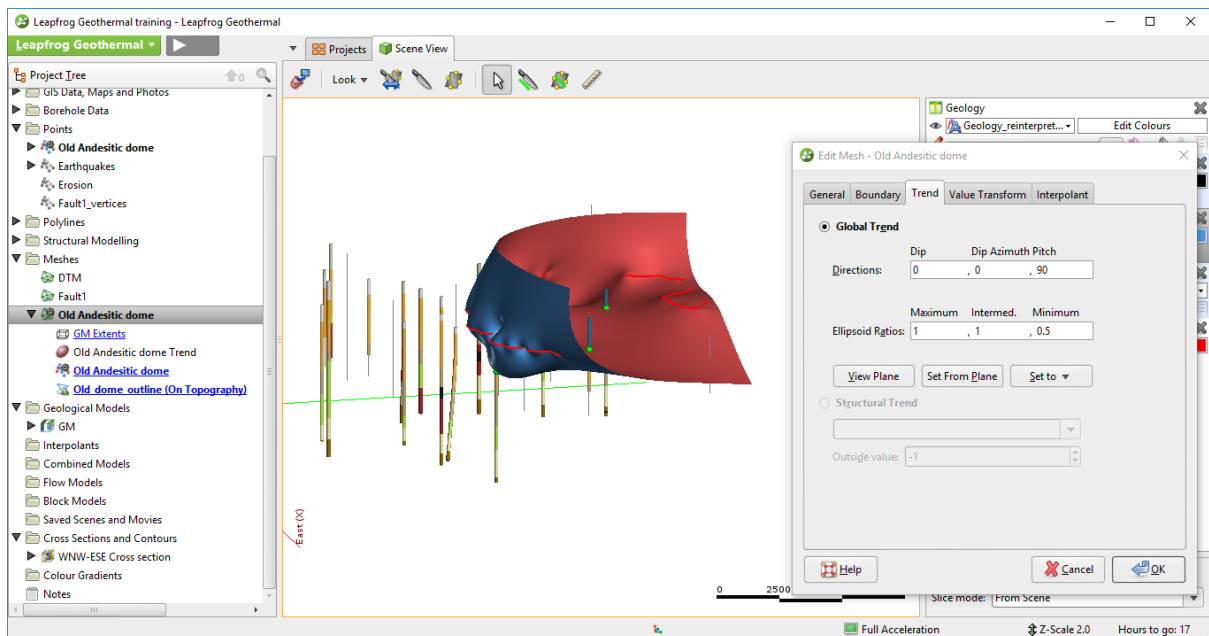 Leapfrog Geothermal training - Leapfrog Geothermal
Leapfrog Geothermal
Projects
Scene View
Project Tree
0
Look
GIS Data, Maps and Photos
Borehole Data
Points
Old Andesitic dome
Earthquakes
Erosion
Fault1_vertices
Polylines
Structural Modelling
Meshes
DTM
Fault1
Old Andesitic dome
GM Extents
Old Andesitic dome Trend
Old Andesitic dome
Old dome outline (On Topography)
Geological Models
GM
Interpolants
Combined Models
Flow Models
Block Models
Saved Scenes and Movies
Cross Sections and Contours
WNW-ESE Cross section
Colour Gradients
Notes
East (X)
0 2500
Geology
Geology_reinterpret... Edit Colours
Edit Mesh - Old Andesitic dome
General Boundary Trend Value Transform Interpolant
Global Trend
Dip Dip Azimuth Pitch
Directions: 0 , 0 , 90
Maximum Intermed. Minimum
Ellipsoid Ratios: 1 , 1 , 0.5
View Plane Set From Plane Set to
Structural Trend
Outside value: -1
Help Cancel OK
Slice mode: From Scene
Full Acceleration Z-Scale 2.0 Hours to go: 17